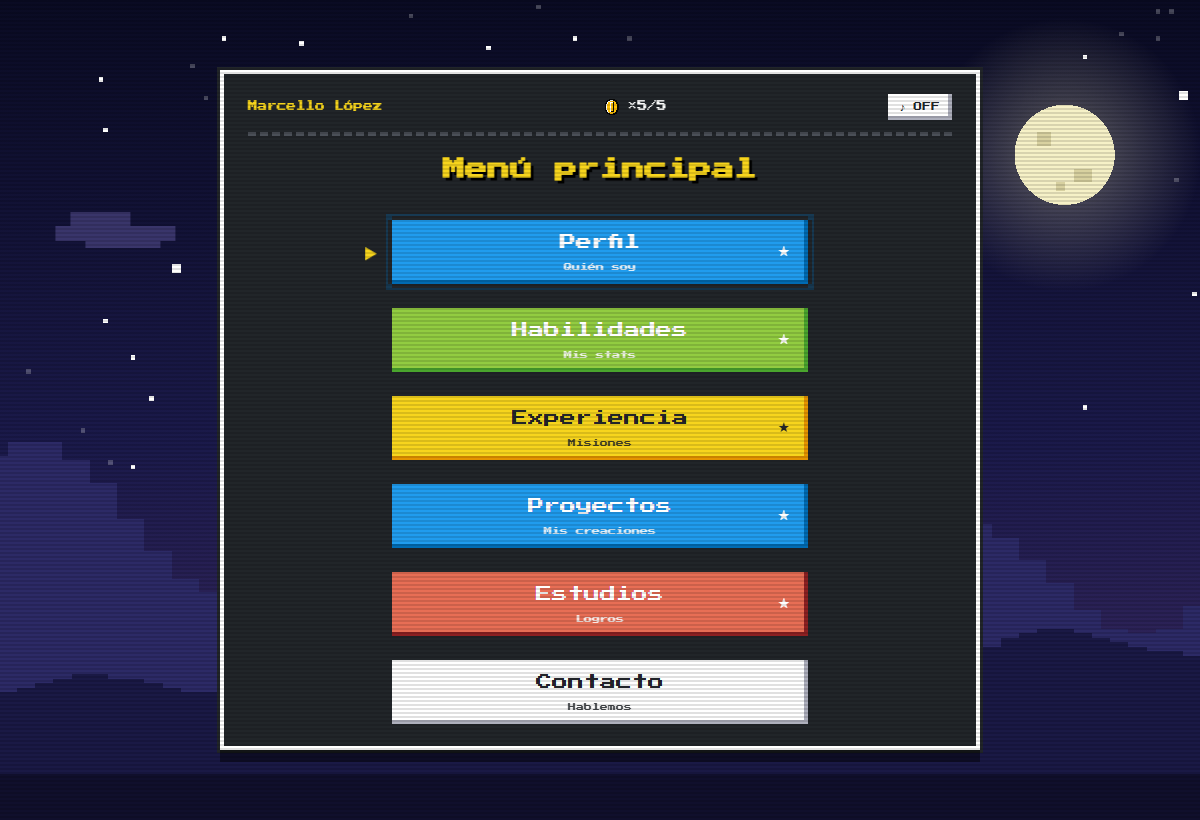 Marcello López
×5/5
♪ OFF
Menú principal
Perfil
Quién soy
★
Habilidades
Mis stats
★
Experiencia
Misiones
★
Proyectos
Mis creaciones
★
Estudios
Logros
★
Contacto
Hablemos